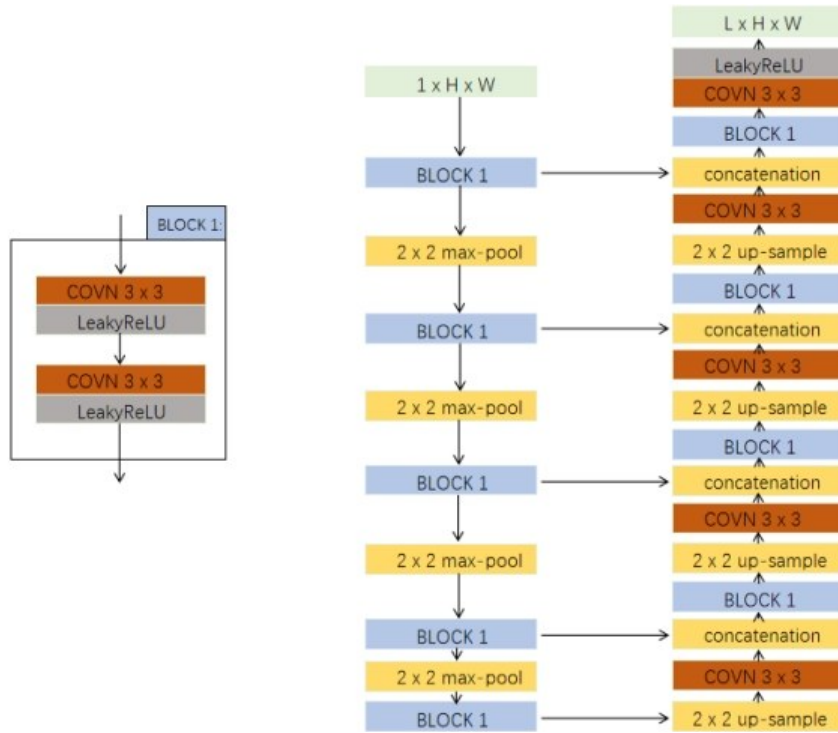 BLOCK 1:
COVN 3 x 3
LeakyReLU
COVN 3 x 3
LeakyReLU
1 x H x W
BLOCK 1
2 x 2 max-pool
BLOCK 1
2 x 2 max-pool
BLOCK 1
2 x 2 max-pool
BLOCK 1
2 x 2 max-pool
BLOCK 1
L x H x W
LeakyReLU
COVN 3 x 3
BLOCK 1
concatenation
COVN 3 x 3
2 x 2 up-sample
BLOCK 1
concatenation
COVN 3 x 3
2 x 2 up-sample
BLOCK 1
concatenation
COVN 3 x 3
2 x 2 up-sample
BLOCK 1
concatenation
COVN 3 x 3
2 x 2 up-sample